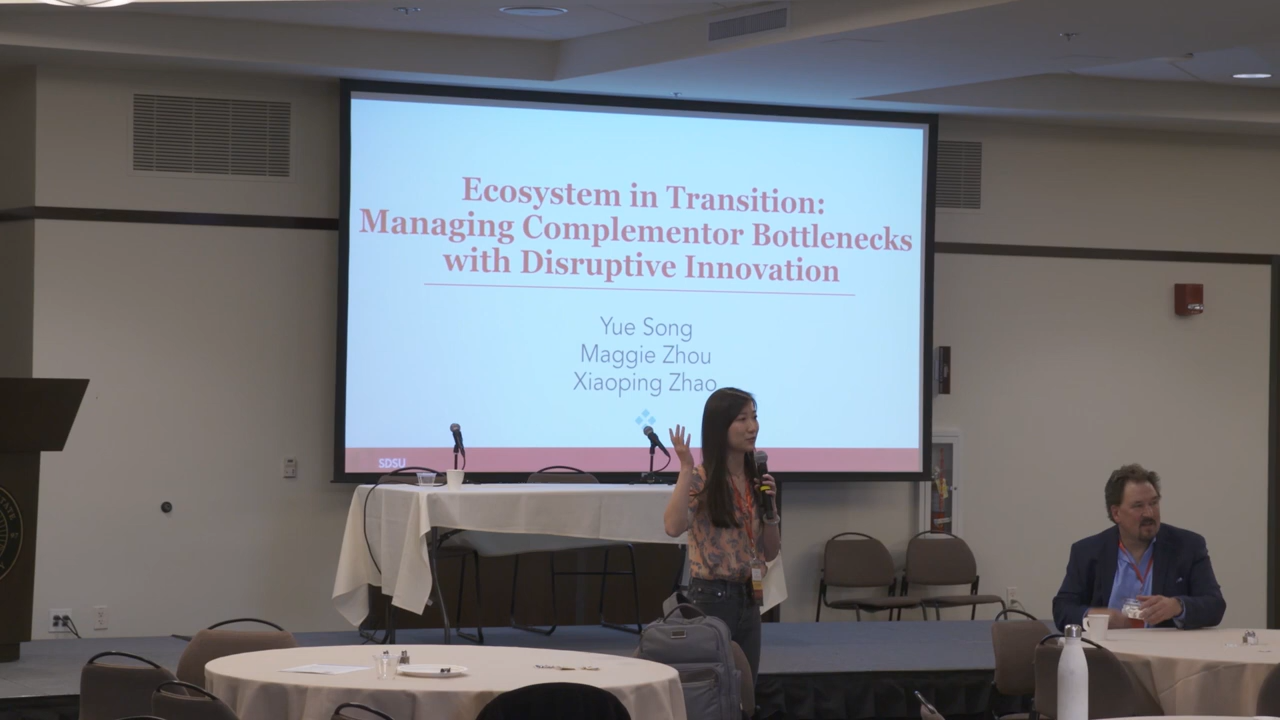 Ecosystem in Transition:
Managing Complementor Bottlenecks
with Disruptive Innovation
Yue Song
Maggie Zhou
Xiaoping Zhao
SDSU